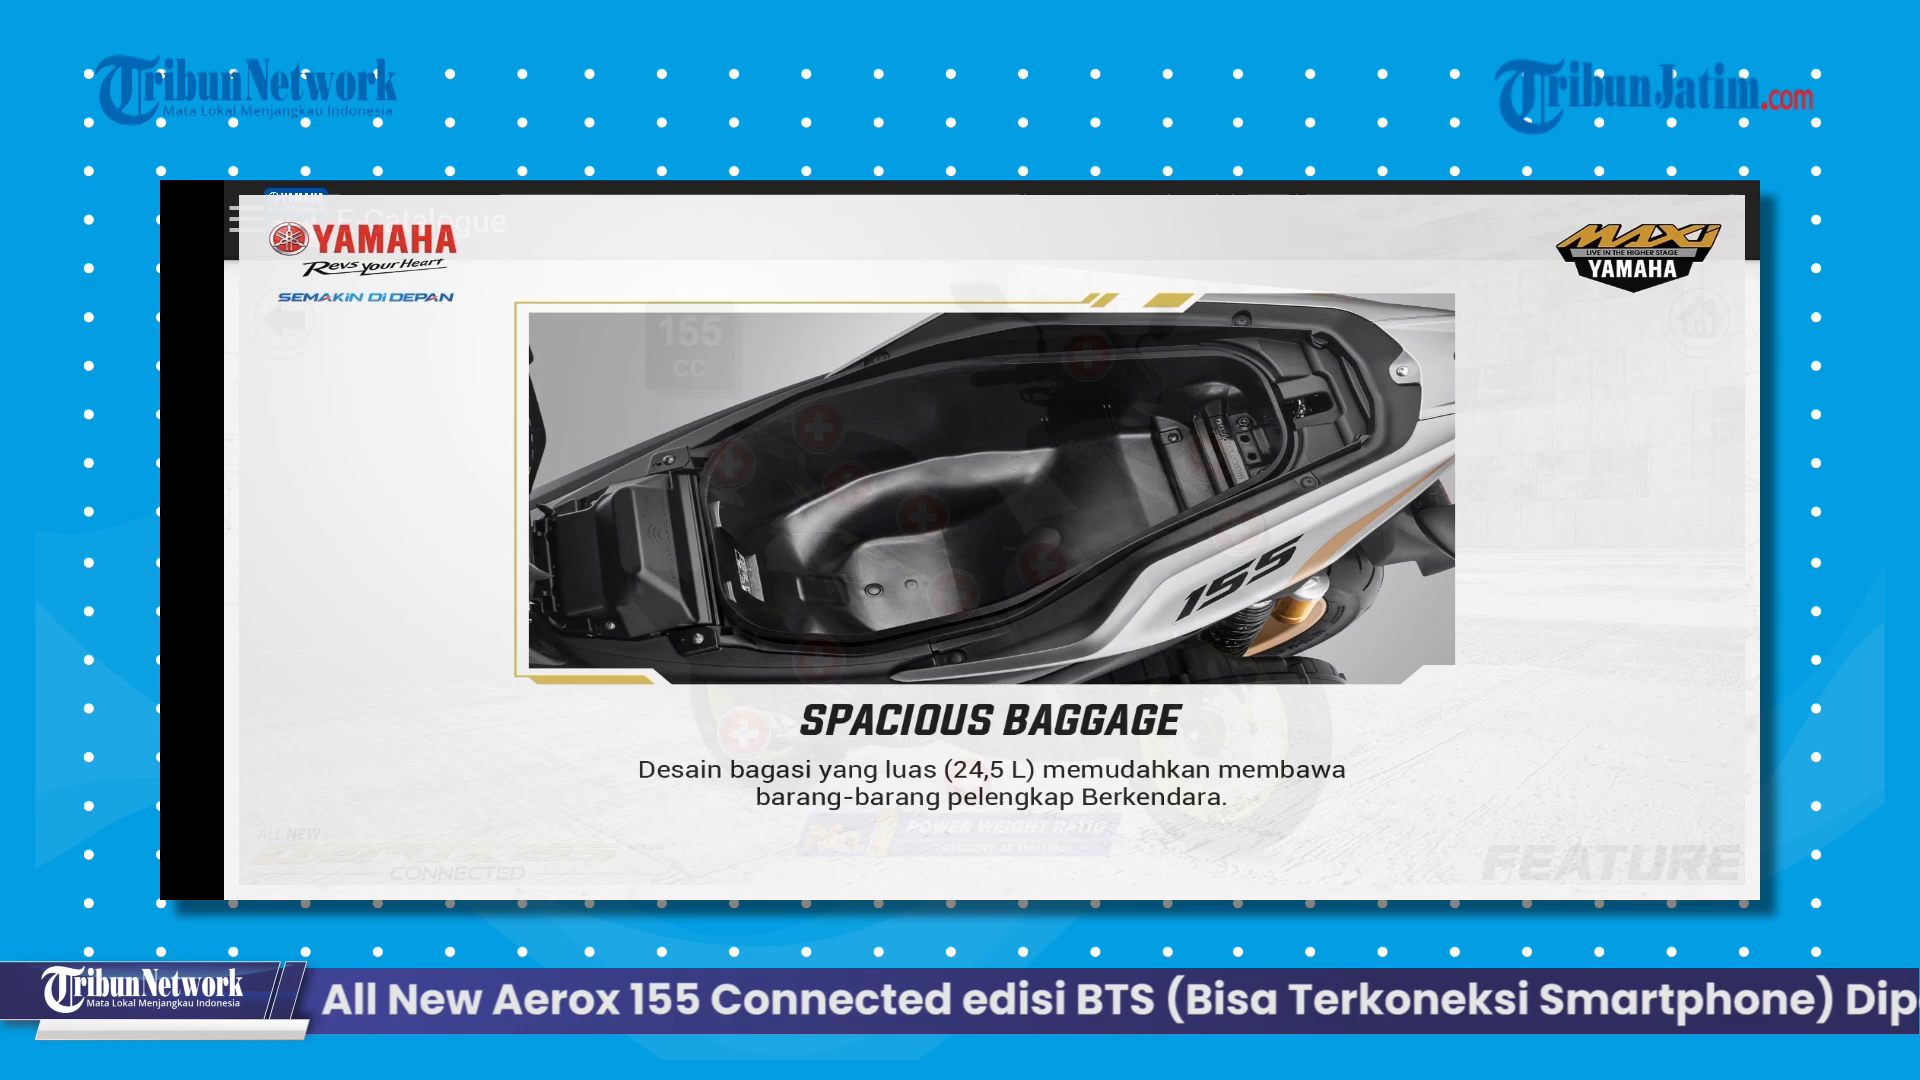 TribunNetwork
Mata Lokal Menjangkau Indonesia
TribunJatim.com
E-Catalogue
YAMAHA
Revs your Heart
SEMAKIN DI DEPAN
MAXI
LIVE IN THE HIGHER STAGE
YAMAHA
155
CC
155
SPACIOUS BAGGAGE
Desain bagasi yang luas (24,5 L) memudahkan membawa
barang-barang pelengkap Berkendara.
POWER WEIGHT RATIO
ALL NEW
AEROX 155
CONNECTED
FEATURE
TribunNetwork
Mata Lokal Menjangkau Indonesia
All New Aerox 155 Connected edisi BTS (Bisa Terkoneksi Smartphone) Dip